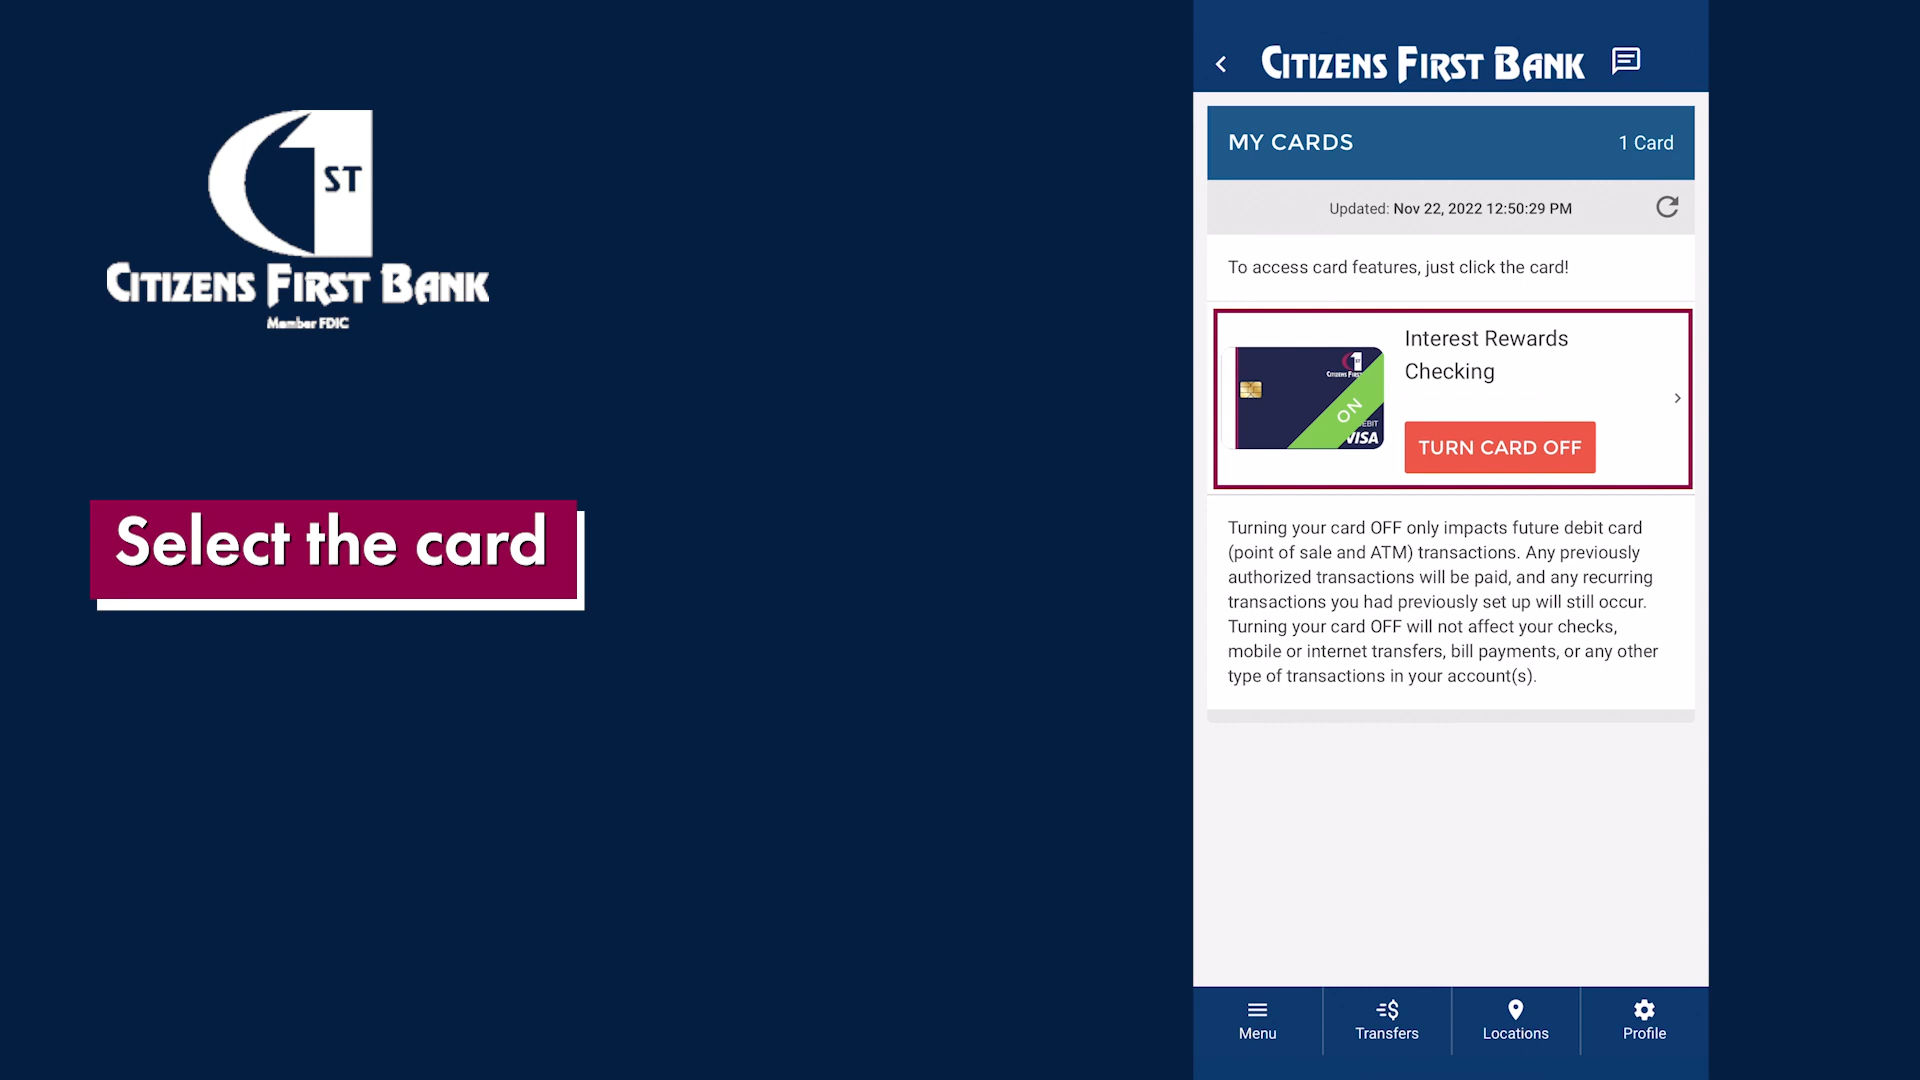 1ST
CITIZENS FIRST BANK
Member FDIC
Select the card
CITIZENS FIRST BANK
MY CARDS
1 Card
Updated: Nov 22, 2022 12:50:29 PM
To access card features, just click the card!
1ST
CITIZENS FIRS
ON
EBIT
VISA
Interest Rewards
Checking
TURN CARD OFF
Turning your card OFF only impacts future debit card
(point of sale and ATM) transactions. Any previously
authorized transactions will be paid, and any recurring
transactions you had previously set up will still occur.
Turning your card OFF will not affect your checks,
mobile or internet transfers, bill payments, or any other
type of transactions in your account(s).
Menu
Transfers
Locations
Profile